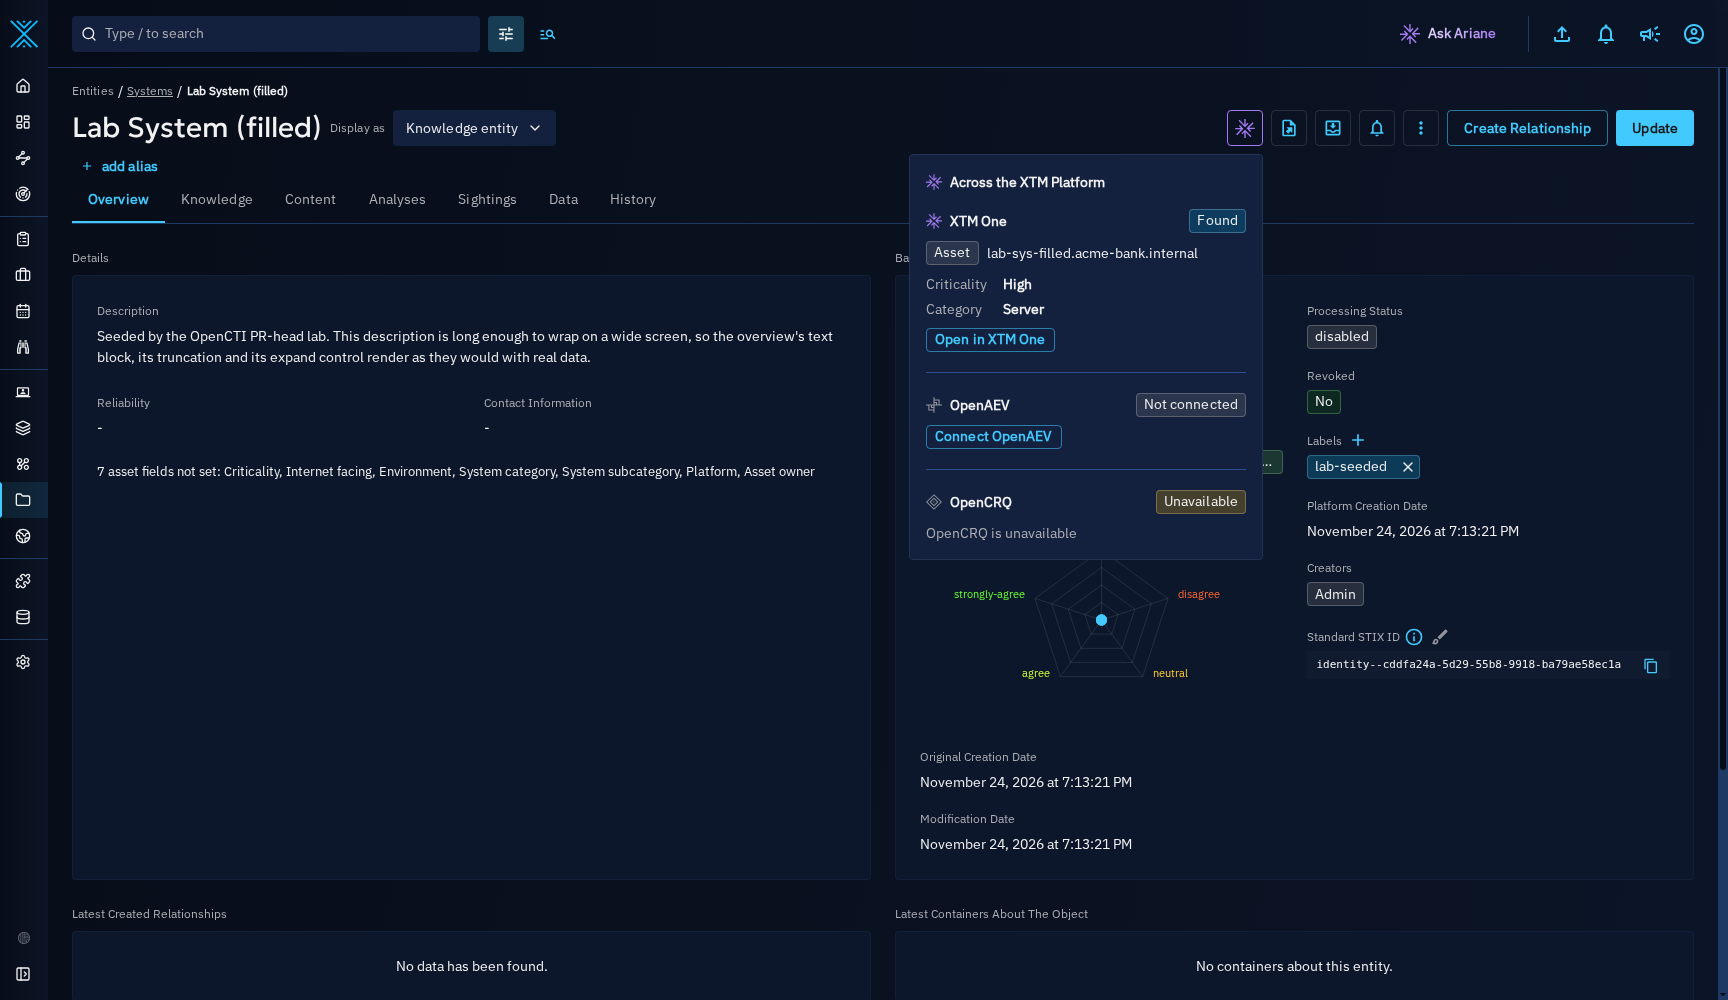 Type / to search
Ask Ariane
Entities / Systems / Lab System (filled)
Lab System (filled)
Display as
Knowledge entity
Create Relationship
Update
+ add alias
Overview
Knowledge
Content
Analyses
Sightings
Data
History
Across the XTM Platform
XTM One
Found
Asset
lab-sys-filled.acme-bank.internal
Criticality
High
Category
Server
Open in XTM One
OpenAEV
Not connected
Connect OpenAEV
OpenCRQ
Unavailable
OpenCRQ is unavailable
Details
Description
Seeded by the OpenCTI PR-head lab. This description is long enough to wrap on a wide screen, so the overview's text
block, its truncation and its expand control render as they would with real data.
Reliability
-
Contact Information
-
7 asset fields not set: Criticality, Internet facing, Environment, System category, System subcategory, Platform, Asset owner
Ba
...
strongly-agree
disagree
agree
neutral
Original Creation Date
November 24, 2026 at 7:13:21 PM
Modification Date
November 24, 2026 at 7:13:21 PM
Processing Status
disabled
Revoked
No
Labels
lab-seeded
Platform Creation Date
November 24, 2026 at 7:13:21 PM
Creators
Admin
Standard STIX ID
identity--cddfa24a-5d29-55b8-9918-ba79ae58ec1a
Latest Created Relationships
No data has been found.
Latest Containers About The Object
No containers about this entity.